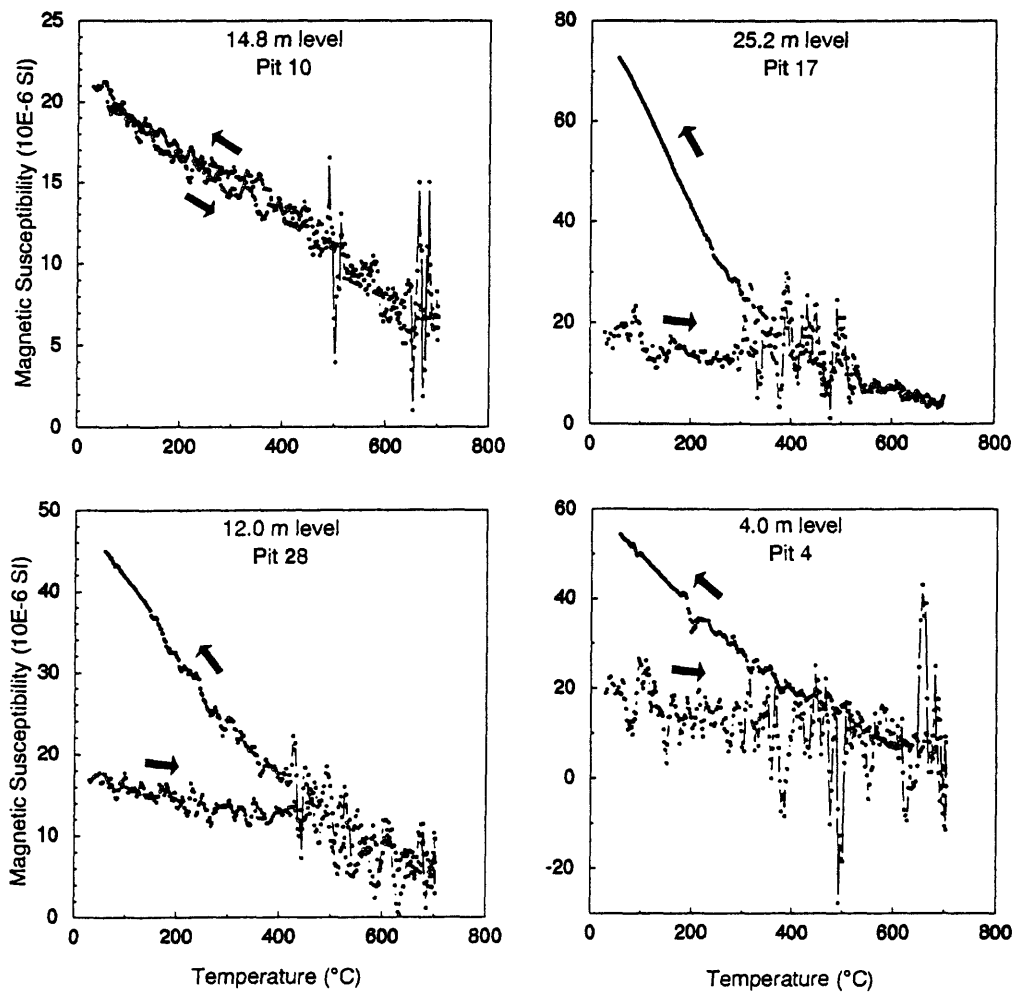 14.8 m level
Pit 10
Magnetic Susceptibility (10E-6 SI)
25
20
15
10
5
0
0 200 400 600 800
25.2 m level
Pit 17
80
60
40
20
0
0 200 400 600 800
12.0 m level
Pit 28
Magnetic Susceptibility (10E-6 SI)
50
40
30
20
10
0
0 200 400 600 800
Temperature (°C)
4.0 m level
Pit 4
60
40
20
0
-20
0 200 400 600 800
Temperature (°C)